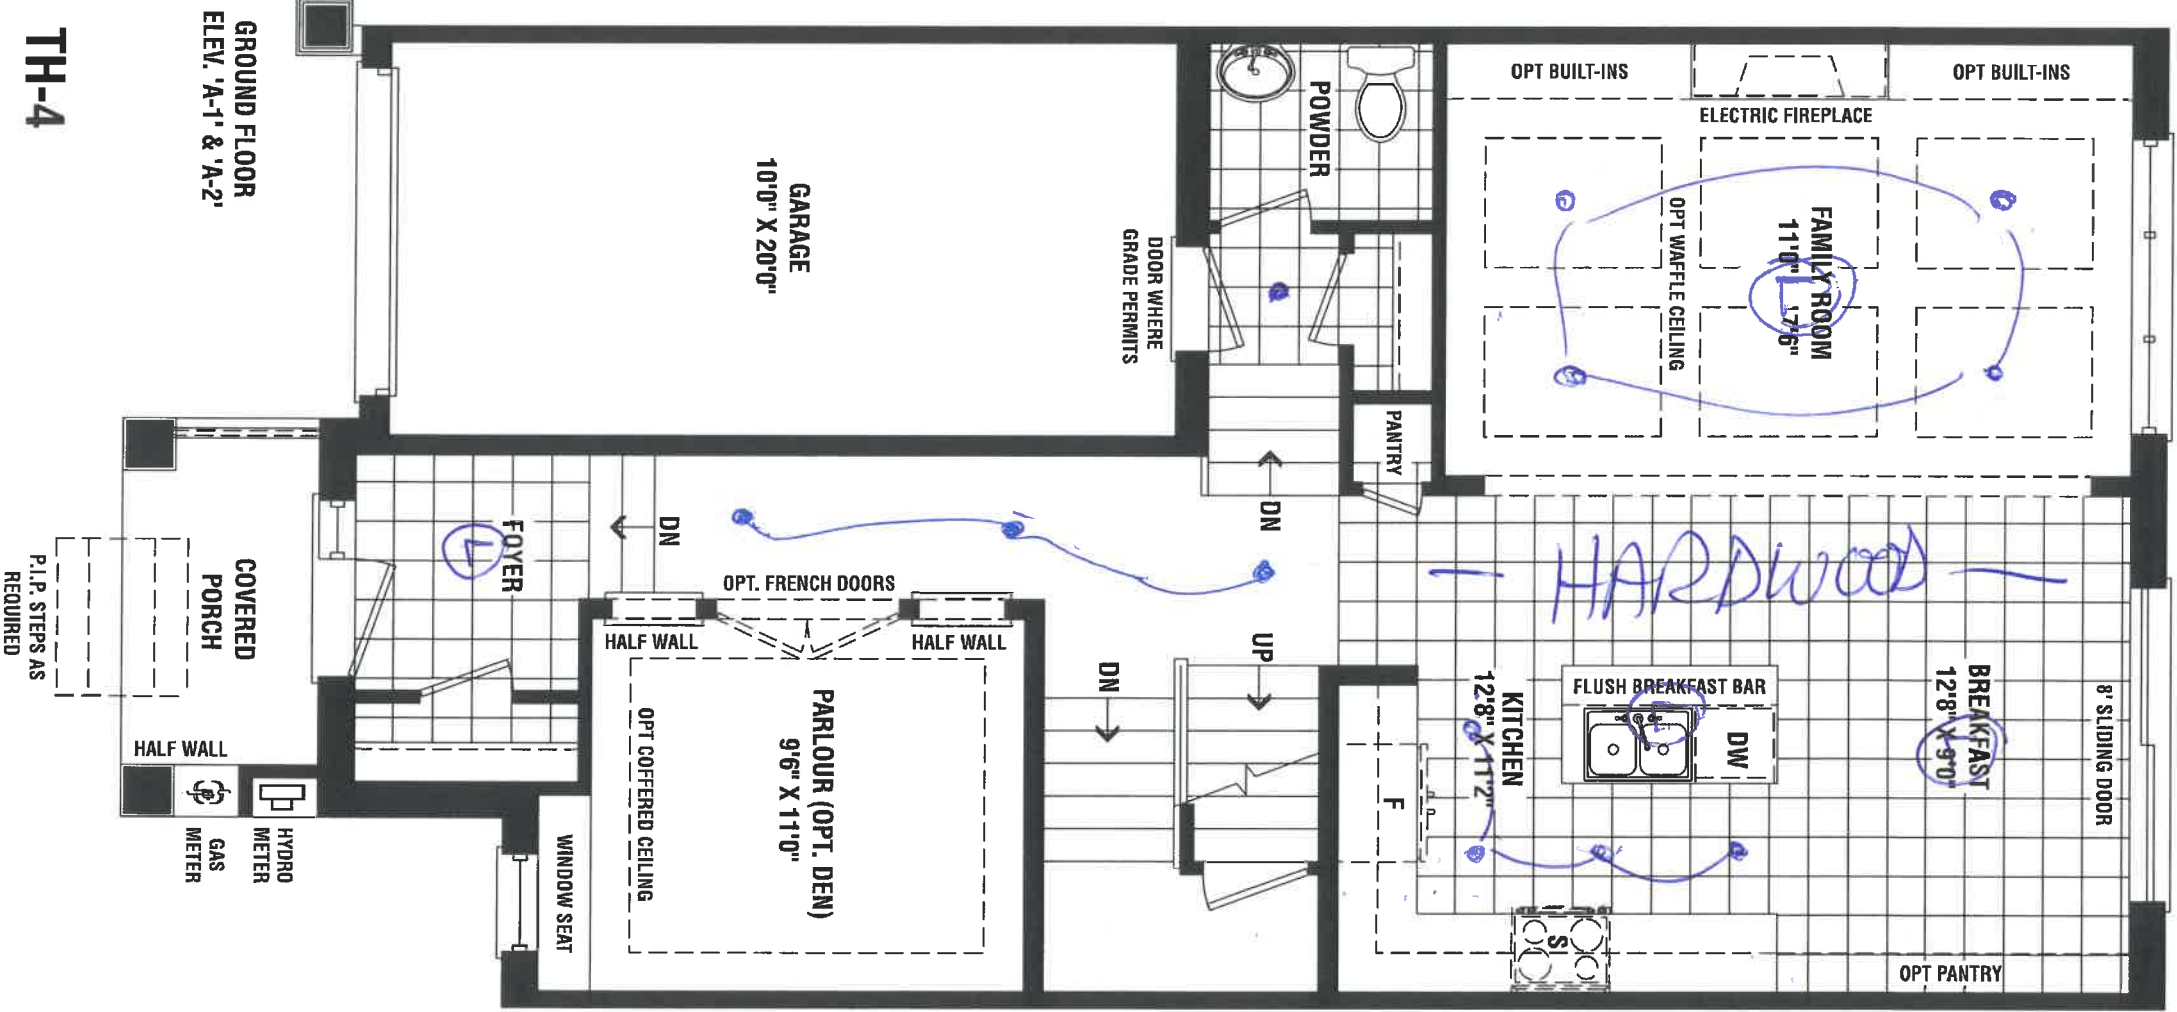 TH-4
GROUND FLOOR
ELEV. 'A-1' & 'A-2'
GARAGE
10'0" X 20'0"
DOOR WHERE
GRADE PERMITS
POWDER
OPT BUILT-INS
OPT BUILT-INS
ELECTRIC FIREPLACE
FAMILY ROOM
11'0" 17'6"
L
OPT WAFFLE CEILING
PANTRY
DN
DN
FOYER
L
COVERED
PORCH
P.I.P. STEPS AS
REQUIRED
HALF WALL
GAS
METER
HYDRO
METER
OPT. FRENCH DOORS
HALF WALL
HALF WALL
PARLOUR (OPT. DEN)
9'6" X 11'0"
OPT COFFERED CEILING
WINDOW SEAT
UP
DN
- HARDWOOD -
FLUSH BREAKFAST BAR
L
DW
KITCHEN
12'8" X 11'2"
BREAKFAST
12'8" X 9'0"
L
8' SLIDING DOOR
F
S
OPT PANTRY